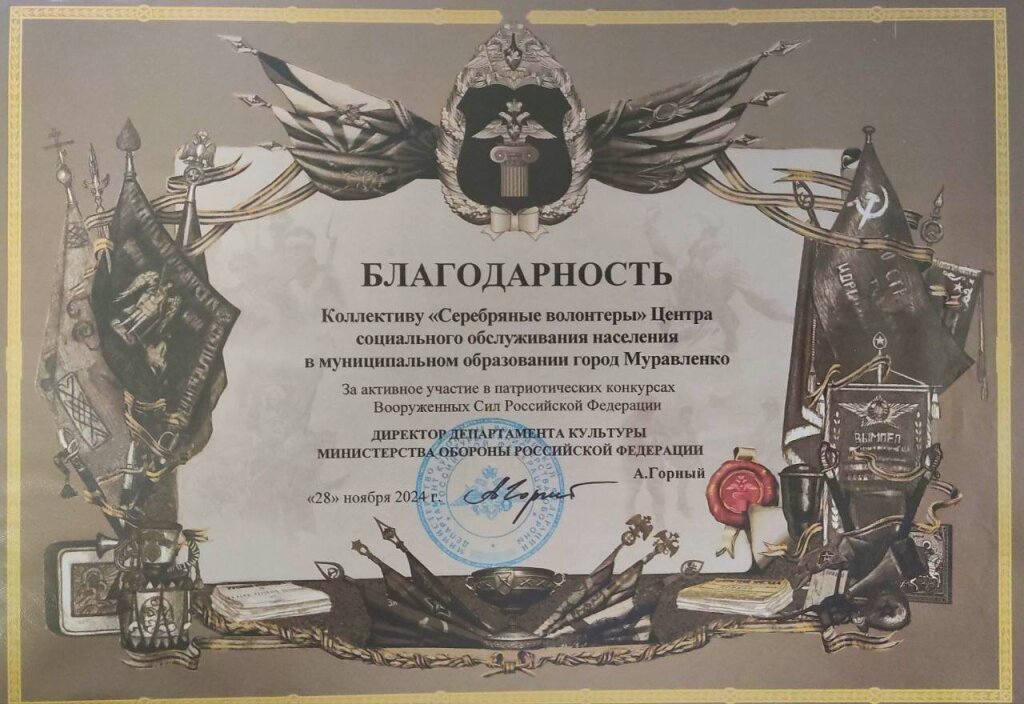 БЛАГОДАРНОСТЬ
Коллективу «Серебряные волонтеры» Центра
социального обслуживания населения
в муниципальном образовании город Муравленко
За активное участие в патриотических конкурсах
Вооруженных Сил Российской Федерации
ДИРЕКТОР ДЕПАРТАМЕНТА КУЛЬТУРЫ
МИНИСТЕРСТВА ОБОРОНЫ РОССИЙСКОЙ ФЕДЕРАЦИИ
А.Горный
«28» ноября 2024 г.
ВЫМПЕЛ